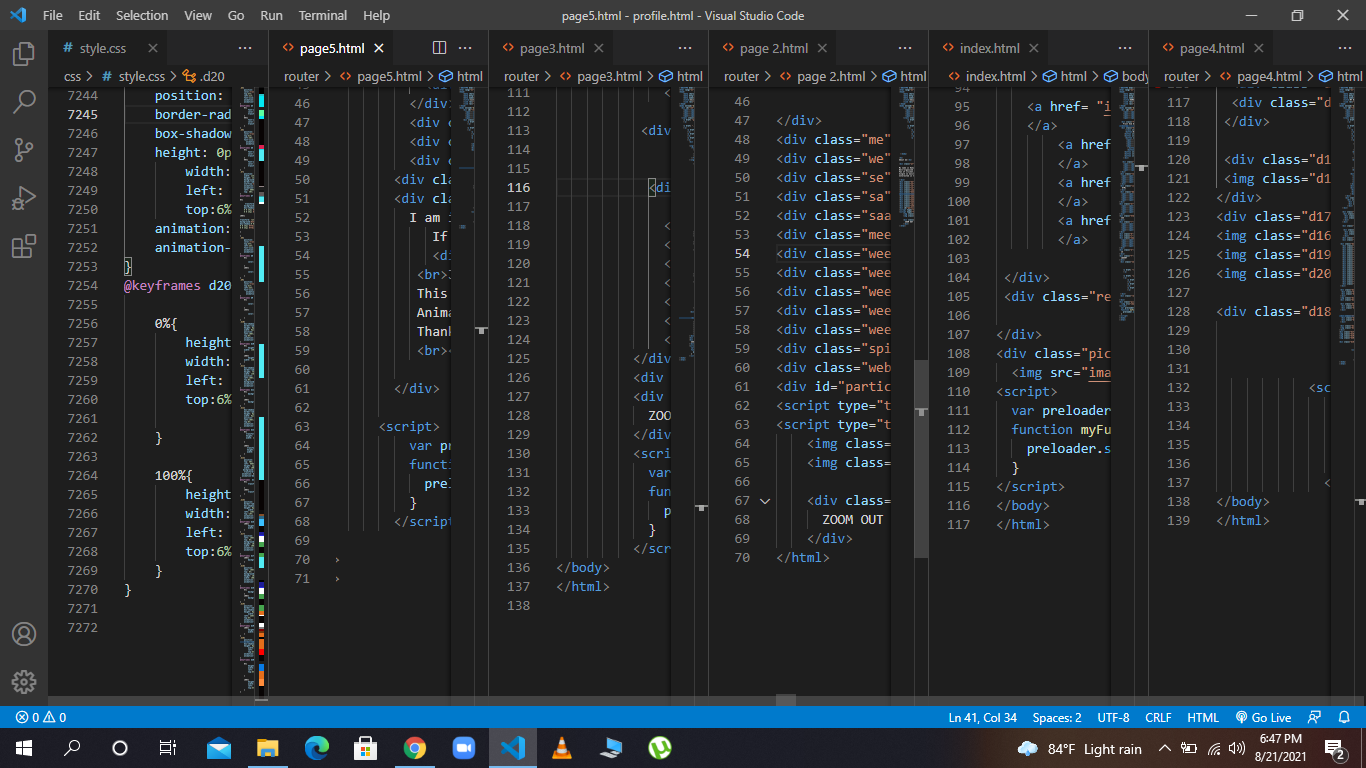 File Edit Selection View Go Run Terminal Help page5.html - profile.html - Visual Studio Code
# style.css
css > # style.css > .d20
7244 position:
7245 border-rad
7246 box-shadow
7247 height: 0p
7248 width:
7249 left:
7250 top:6%
7251 animation:
7252 animation-
7253 }
7254 @keyframes d20
7255
7256 0%{
7257 height
7258 width:
7259 left:
7260 top:6%
7261
7262 }
7263
7264 100%{
7265 height
7266 width:
7267 left:
7268 top:6%
7269 }
7270 }
7271
7272
<> page5.html
router > <> page5.html > html
46 </div>
47 <div c
48 <div c
49 <div c
50 <div cla
51 <div cla
52 I am i
53 If
54 <di
55 <br>I
56 This
57 Anima
58 Thank
59 <br><
60
61 </div>
62
63 <script>
64 var pr
65 functi
66 prel
67 }
68 </script
69
70 ›
71 ›
<> page3.html
router > <> page3.html > html
111 <
112
113 <div
114
115
116 <di
117
118 <
119 <
120 <
121 <
122 <
123 <
124 <
125 </div
126 <div
127 <div
128 ZOO
129 </div
130 <scr
131 var
132 fun
133 p
134 }
135 </scr
136 </body>
137 </html>
138
<> page 2.html
router > <> page 2.html > html
46
47 </div>
48 <div class="me"
49 <div class="we"
50 <div class="se"
51 <div class="sa"
52 <div class="saa
53 <div class="mee
54 <div class="wee
55 <div class="wee
56 <div class="wee
57 <div class="wee
58 <div class="wee
59 <div class="spi
60 <div class="web
61 <div id="partic
62 <script type="t
63 <script type="t
64 <img class=
65 <img class=
66
67 <div class=
68 ZOOM OUT
69 </div>
70 </html>
<> index.html
<> index.html > html > body
95 <a href= "i
96 </a>
97 <a href
98 </a>
99 <a href
100 </a>
101 <a href
102 </a>
103
104 </div>
105 <div class="re
106
107 </div>
108 <div class="pic
109 <img src="ima
110 <script>
111 var preloader
112 function myFu
113 preloader.s
114 }
115 </script>
116 </body>
117 </html>
<> page4.html
router > <> page4.html > html
117 <div class="d
118 </div>
119
120 <div class="d1
121 <img class="d1
122 </div>
123 <div class="d17
124 <img class="d16
125 <img class="d19
126 <img class="d20
127
128 <div class="d18
129
130
131
132 <sc
133
134
135
136
137 <
138 </body>
139 </html>
0 0 Ln 41, Col 34 Spaces: 2 UTF-8 CRLF HTML Go Live
84°F Light rain 6:47 PM
8/21/2021 2